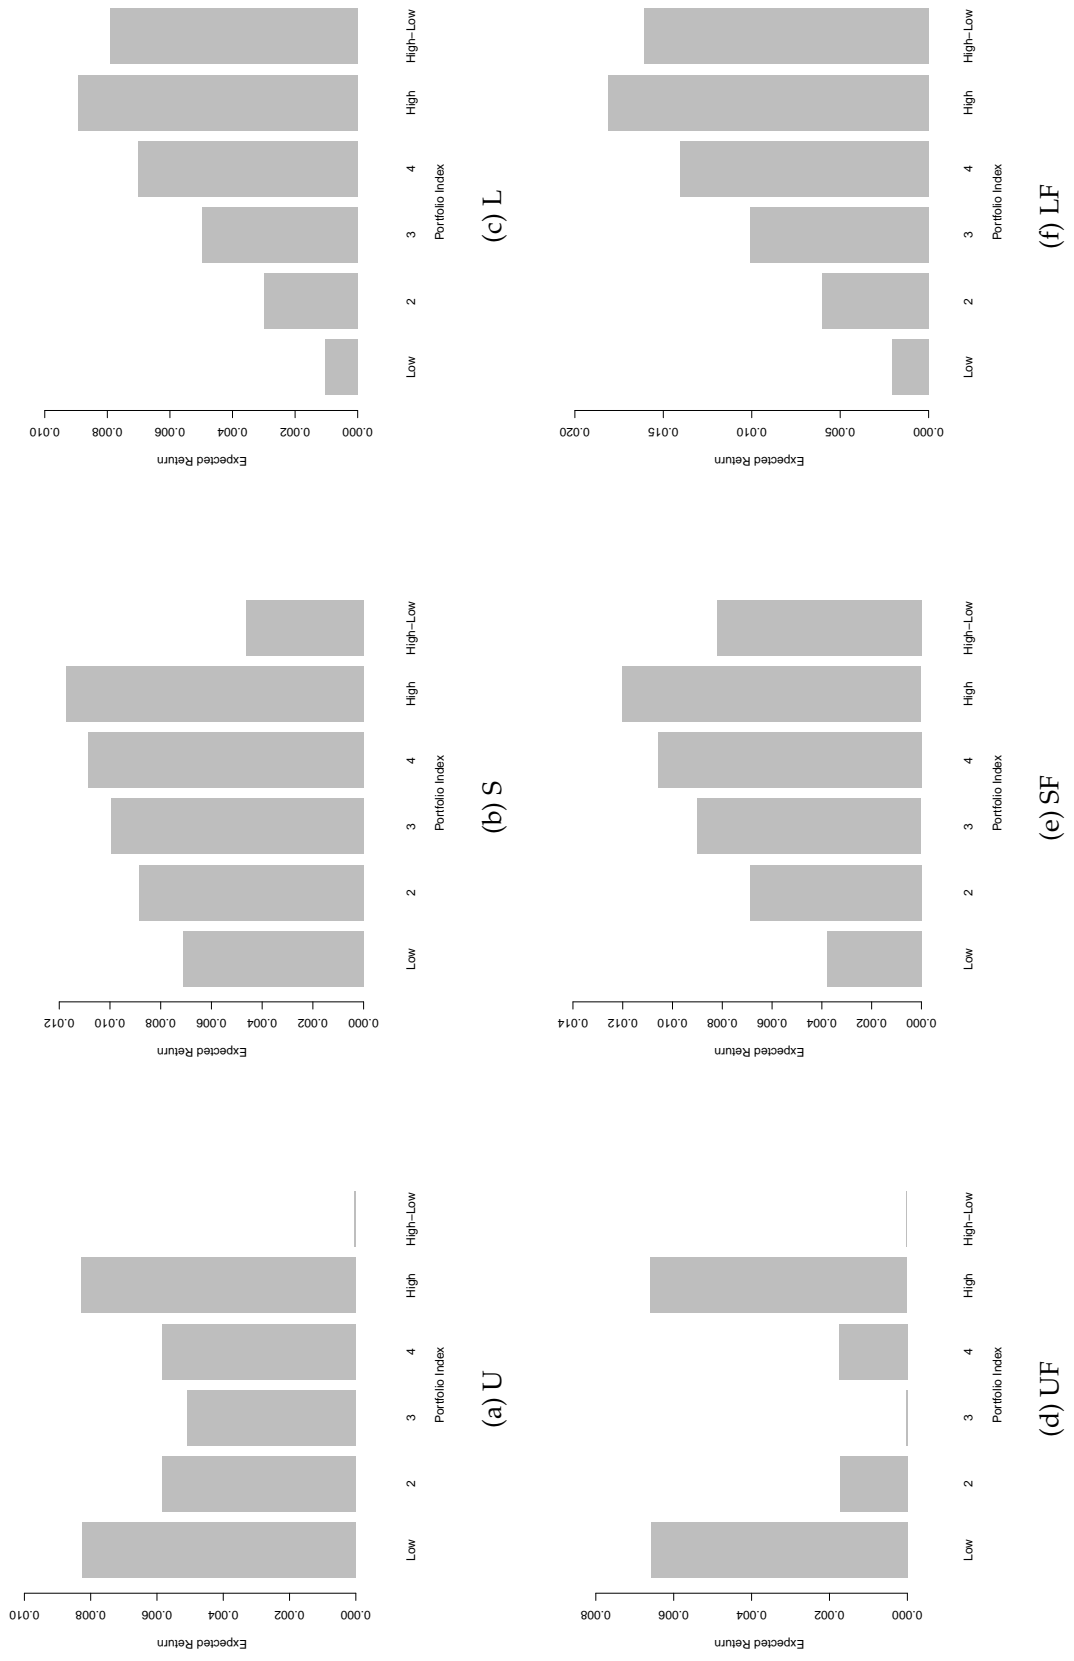 Expected Return
0.000 0.002 0.004 0.006 0.008 0.010
Low 2 3 4 High High−Low
Portfolio Index
(a) U
Expected Return
0.000 0.002 0.004 0.006 0.008 0.010 0.012
Low 2 3 4 High High−Low
Portfolio Index
(b) S
Expected Return
0.000 0.002 0.004 0.006 0.008 0.010
Low 2 3 4 High High−Low
Portfolio Index
(c) L
Expected Return
0.000 0.002 0.004 0.006 0.008
Low 2 3 4 High High−Low
Portfolio Index
(d) UF
Expected Return
0.000 0.002 0.004 0.006 0.008 0.010 0.012 0.014
Low 2 3 4 High High−Low
Portfolio Index
(e) SF
Expected Return
0.000 0.005 0.010 0.015 0.020
Low 2 3 4 High High−Low
Portfolio Index
(f) LF